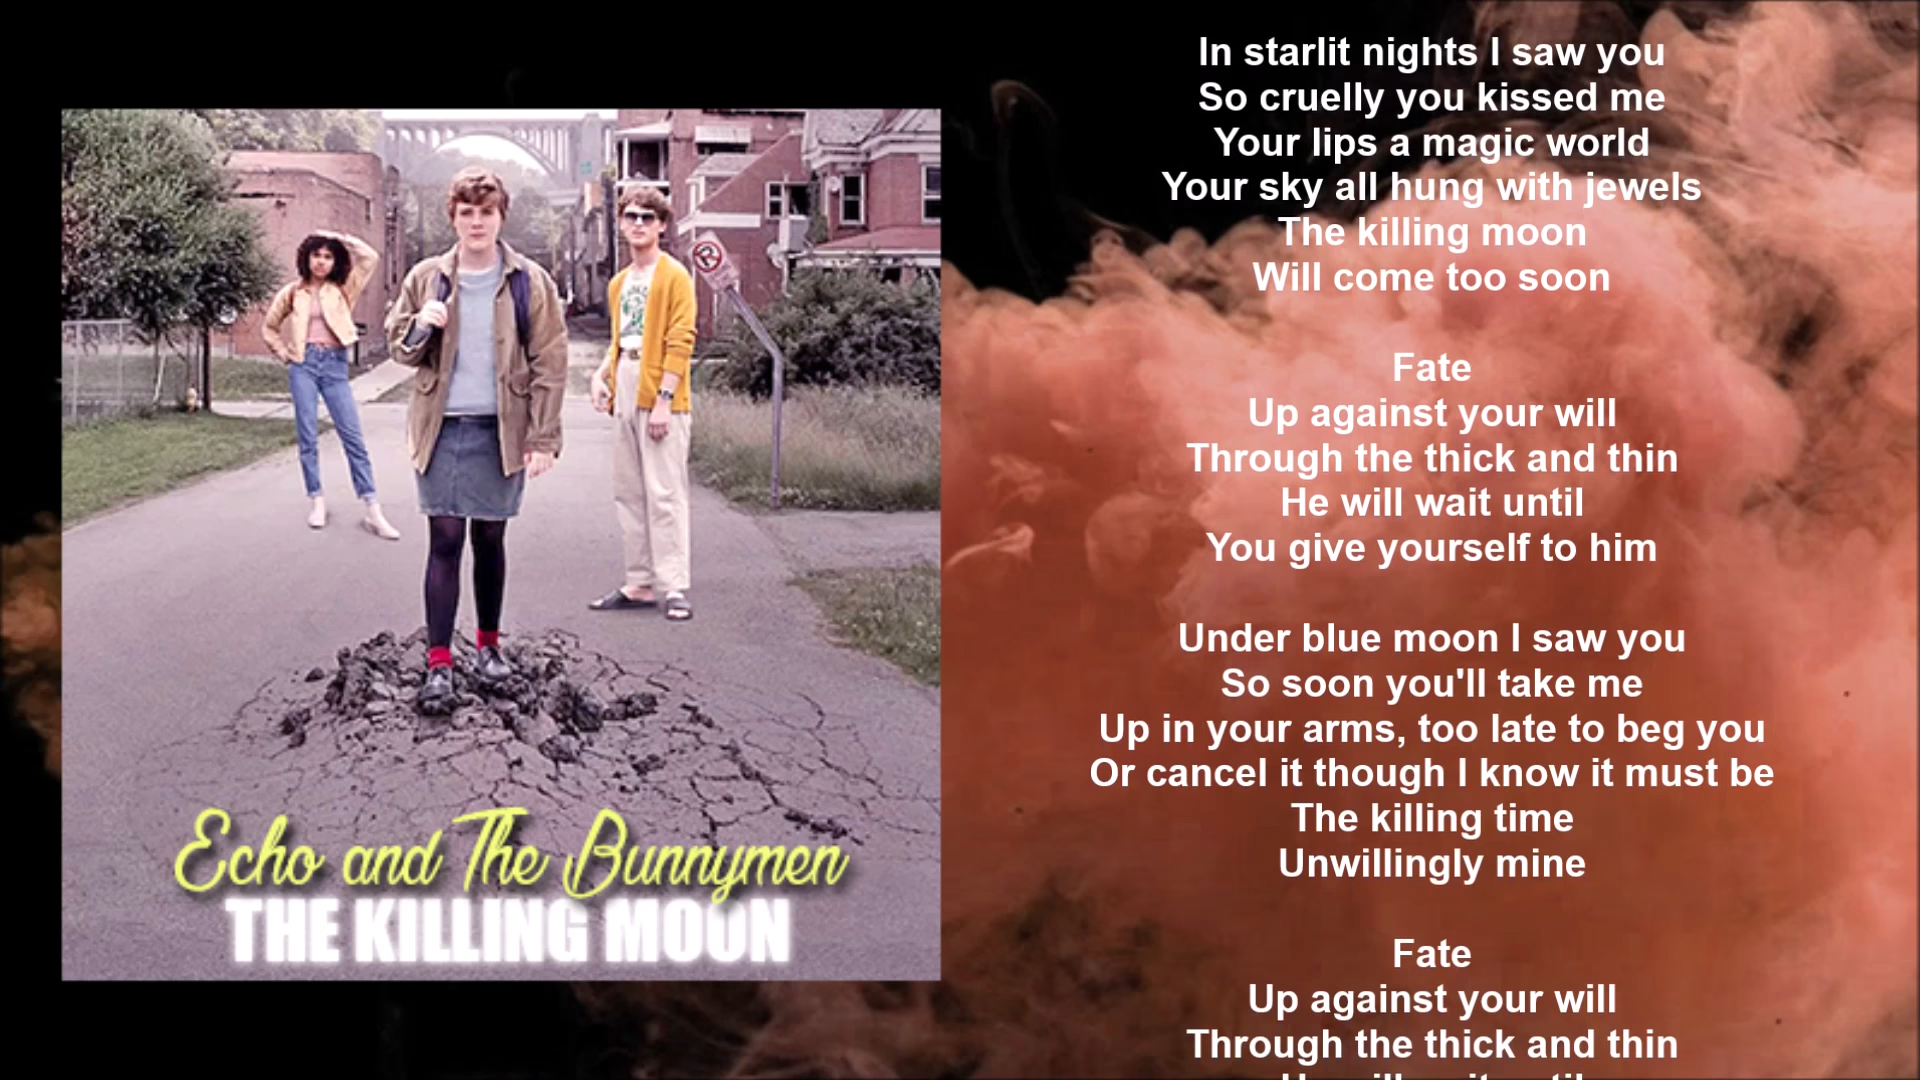 In starlit nights I saw you
So cruelly you kissed me
Your lips a magic world
Your sky all hung with jewels
The killing moon
Will come too soon
Fate
Up against your will
Through the thick and thin
He will wait until
You give yourself to him
Under blue moon I saw you
So soon you'll take me
Up in your arms, too late to beg you
Or cancel it though I know it must be
The killing time
Unwillingly mine
Fate
Up against your will
Through the thick and thin
Echo and The Bunnymen
THE KILLING MOON